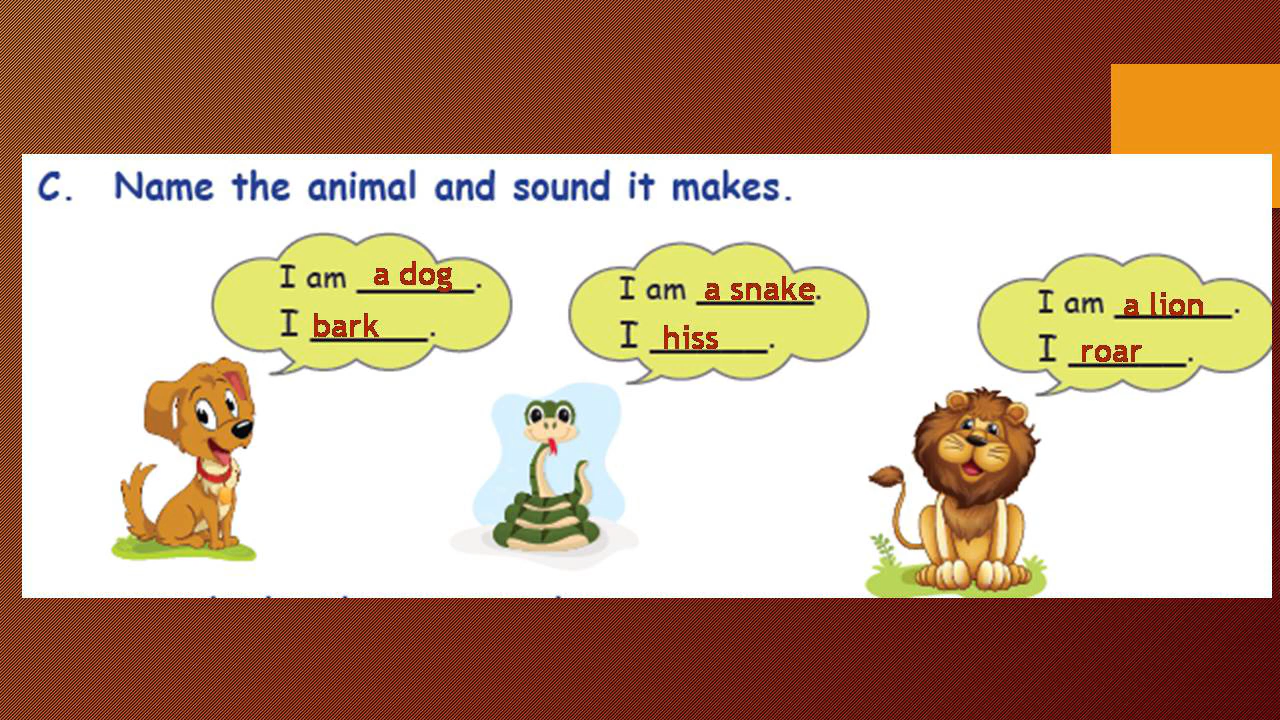 C. Name the animal and sound it makes.
I am a dog.
I bark.
I am a snake.
I hiss.
I am a lion.
I roar.